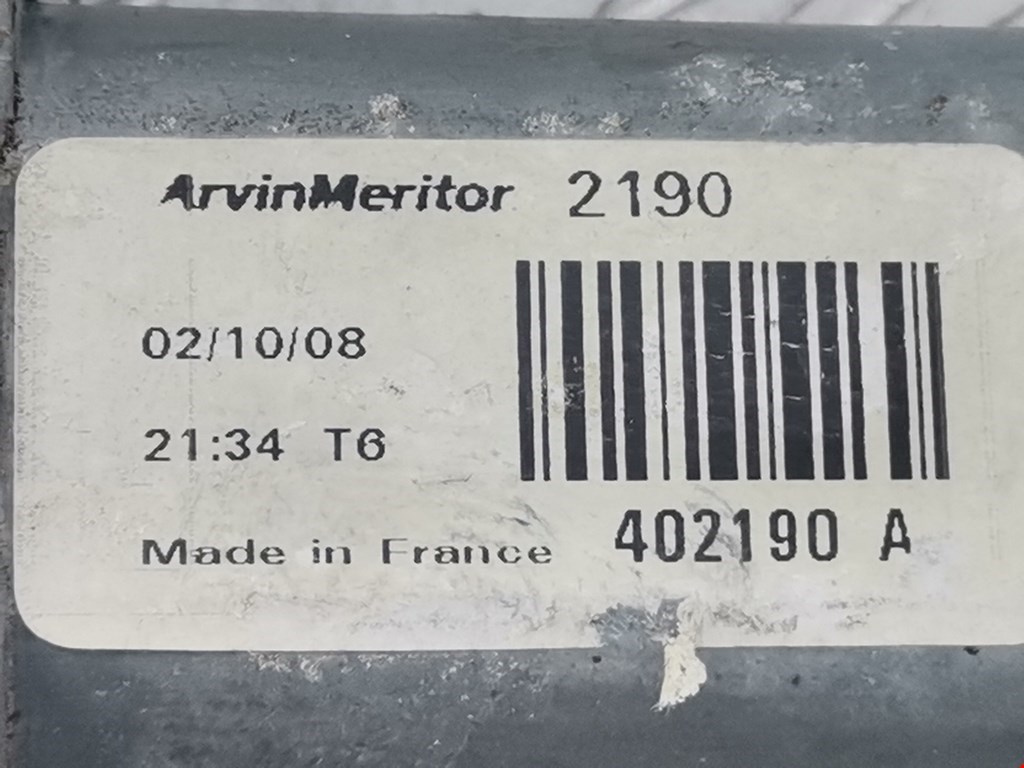 ArvinMeritor 2190
02/10/08
21:34 T6
Made in France
402190 A